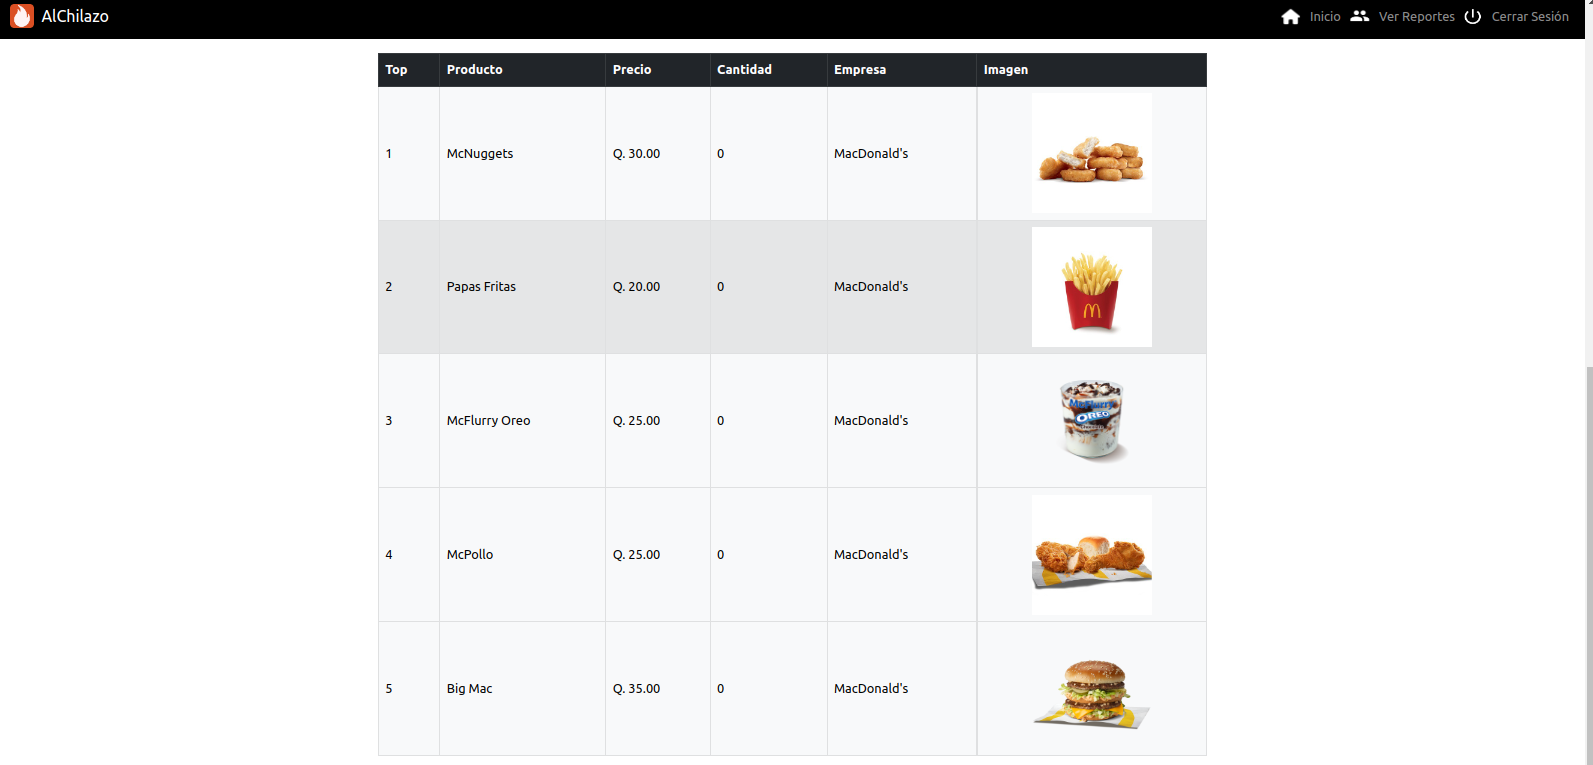 AlChilazo
Inicio Ver Reportes Cerrar Sesión
Top Producto Precio Cantidad Empresa Imagen
1 McNuggets Q. 30.00 0 MacDonald's
2 Papas Fritas Q. 20.00 0 MacDonald's
3 McFlurry Oreo Q. 25.00 0 MacDonald's
McFlurry
OREO
4 McPollo Q. 25.00 0 MacDonald's
5 Big Mac Q. 35.00 0 MacDonald's